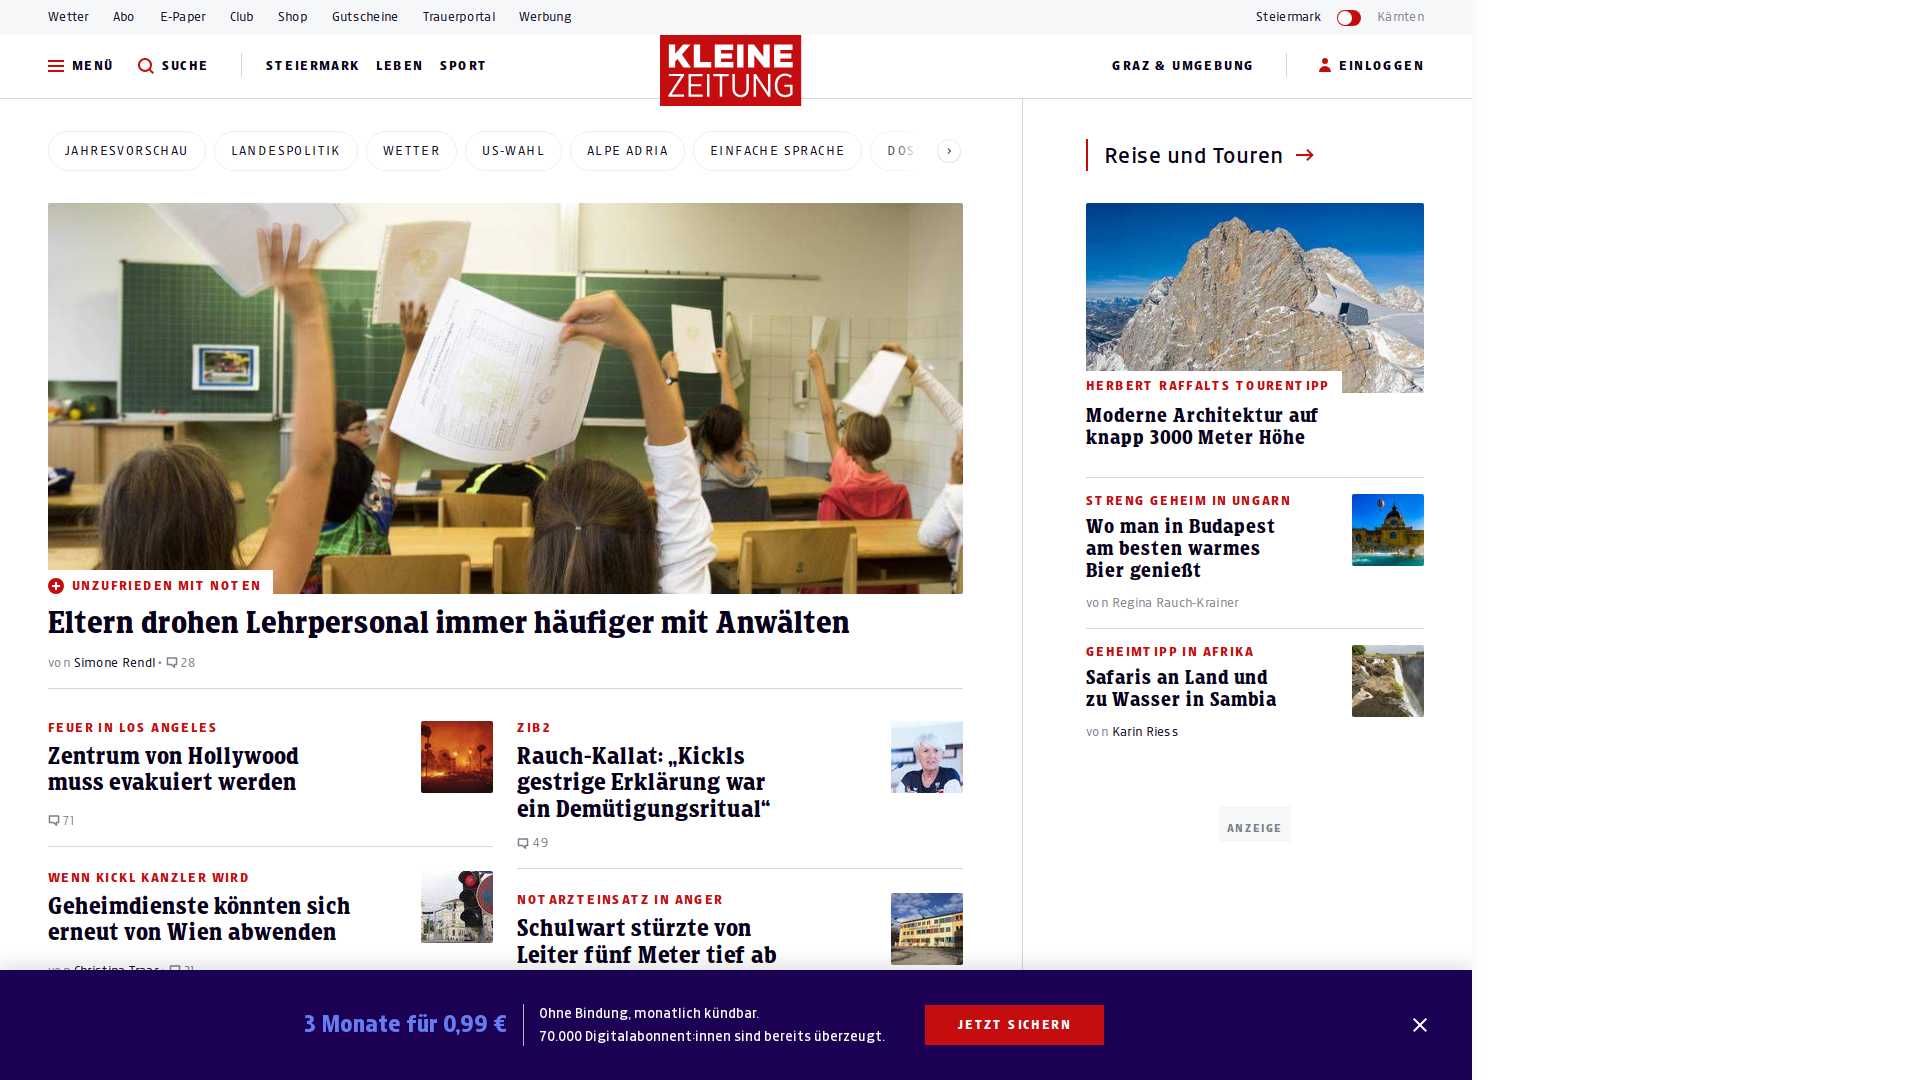 Wetter Abo E-Paper Club Shop Gutscheine Trauerportal Werbung Steiermark Kärnten
MENÜ SUCHE STEIERMARK LEBEN SPORT KLEINE ZEITUNG GRAZ & UMGEBUNG EINLOGGEN
JAHRESVORSCHAU LANDESPOLITIK WETTER US-WAHL ALPE ADRIA EINFACHE SPRACHE DOS
UNZUFRIEDEN MIT NOTEN
Eltern drohen Lehrpersonal immer häufiger mit Anwälten
von Simone Rendl • 28
FEUER IN LOS ANGELES
Zentrum von Hollywood
muss evakuiert werden
71
WENN KICKL KANZLER WIRD
Geheimdienste könnten sich
erneut von Wien abwenden
von Christina Traar • 21
ZIB2
Rauch-Kallat: „Kickls
gestrige Erklärung war
ein Demütigungsritual“
49
NOTARZTEINSATZ IN ANGER
Schulwart stürzte von
Leiter fünf Meter tief ab
Reise und Touren
HERBERT RAFFALTS TOURENTIPP
Moderne Architektur auf
knapp 3000 Meter Höhe
STRENG GEHEIM IN UNGARN
Wo man in Budapest
am besten warmes
Bier genießt
von Regina Rauch-Krainer
GEHEIMTIPP IN AFRIKA
Safaris an Land und
zu Wasser in Sambia
von Karin Riess
ANZEIGE
3 Monate für 0,99 €
Ohne Bindung, monatlich kündbar.
70.000 Digitalabonnent:innen sind bereits überzeugt.
JETZT SICHERN